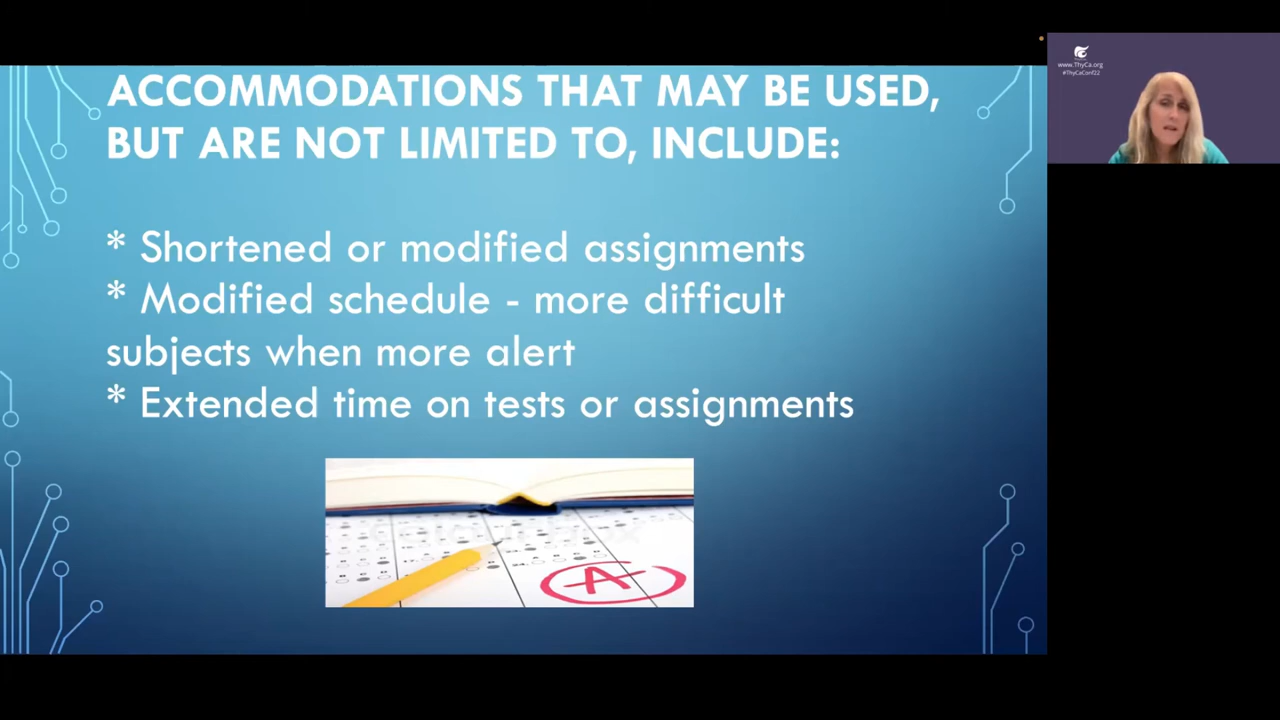 ACCOMMODATIONS THAT MAY BE USED,
BUT ARE NOT LIMITED TO, INCLUDE:
* Shortened or modified assignments
* Modified schedule - more difficult
subjects when more alert
* Extended time on tests or assignments
A
www.ThyCa.org
#ThyCaConf22